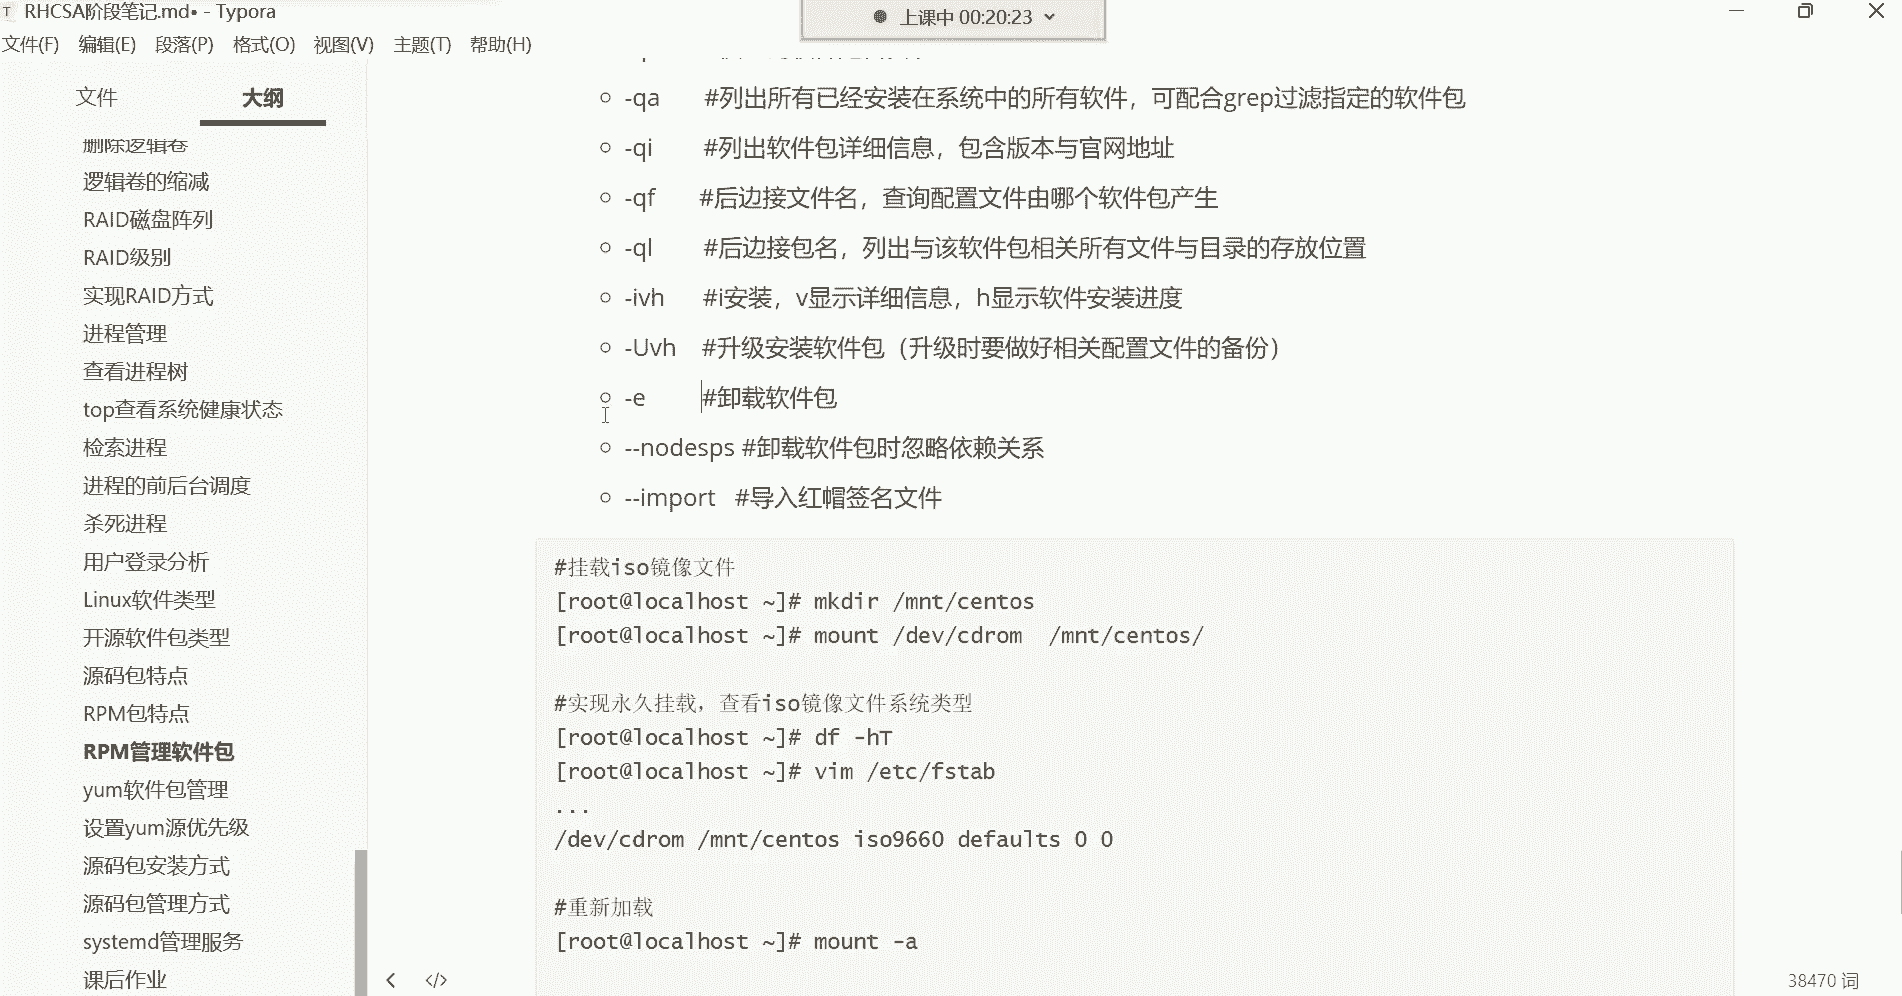 T RHCSA阶段笔记.md• - Typora
上课中 00:20:23
文件(F) 编辑(E) 段落(P) 格式(O) 视图(V) 主题(T) 帮助(H)
文件 大纲
删除逻辑卷
逻辑卷的缩减
RAID磁盘阵列
RAID级别
实现RAID方式
进程管理
查看进程树
top查看系统健康状态
检索进程
进程的前后台调度
杀死进程
用户登录分析
Linux软件类型
开源软件包类型
源码包特点
RPM包特点
RPM管理软件包
yum软件包管理
设置yum源优先级
源码包安装方式
源码包管理方式
systemd管理服务
课后作业
-qa #列出所有已经安装在系统中的所有软件，可配合grep过滤指定的软件包
-qi #列出软件包详细信息，包含版本与官网地址
-qf #后边接文件名，查询配置文件由哪个软件包产生
-ql #后边接包名，列出与该软件包相关所有文件与目录的存放位置
-ivh #i安装，v显示详细信息，h显示软件安装进度
-Uvh #升级安装软件包（升级时要做好相关配置文件的备份）
-e #卸载软件包
--nodesps #卸载软件包时忽略依赖关系
--import #导入红帽签名文件
#挂载iso镜像文件
[root@localhost ~]# mkdir /mnt/centos
[root@localhost ~]# mount /dev/cdrom /mnt/centos/
#实现永久挂载，查看iso镜像文件系统类型
[root@localhost ~]# df -hT
[root@localhost ~]# vim /etc/fstab
...
/dev/cdrom /mnt/centos iso9660 defaults 0 0
#重新加载
[root@localhost ~]# mount -a
</> 38470 词